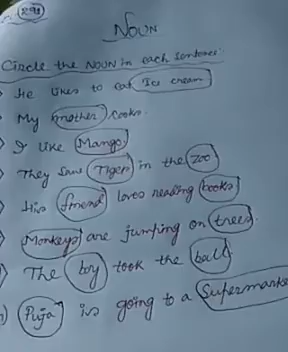 291
NOUN
Circle the NOUN in each sentence.
He likes to eat Ice cream
My mother cooks.
I like Mango.
They saw Tiger in the Zoo
His friend loves reading books
Monkeys are jumping on trees.
The boy took the ball
Puja is going to a Supermarke